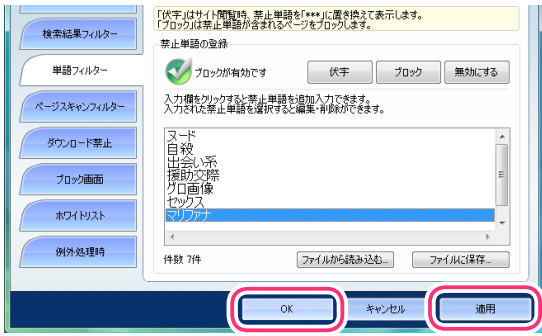 「伏字」はサイト閲覧時、禁止単語を「***」に置き換えて表示します。
「ブロック」は禁止単語が含まれるページをブロックします。
検索結果フィルター
単語フィルター
ページスキャンフィルター
ダウンロード禁止
ブロック画面
ホワイトリスト
例外処理時
禁止単語の登録
ブロックが有効です
伏字
ブロック
無効にする
入力欄をクリックすると禁止単語を追加入力できます。
入力された禁止単語を選択すると編集・削除ができます。
ヌード
自殺
出会い系
援助交際
グロ画像
セックス
マリファナ
件数 7件
ファイルから読み込む...
ファイルに保存...
OK
キャンセル
適用